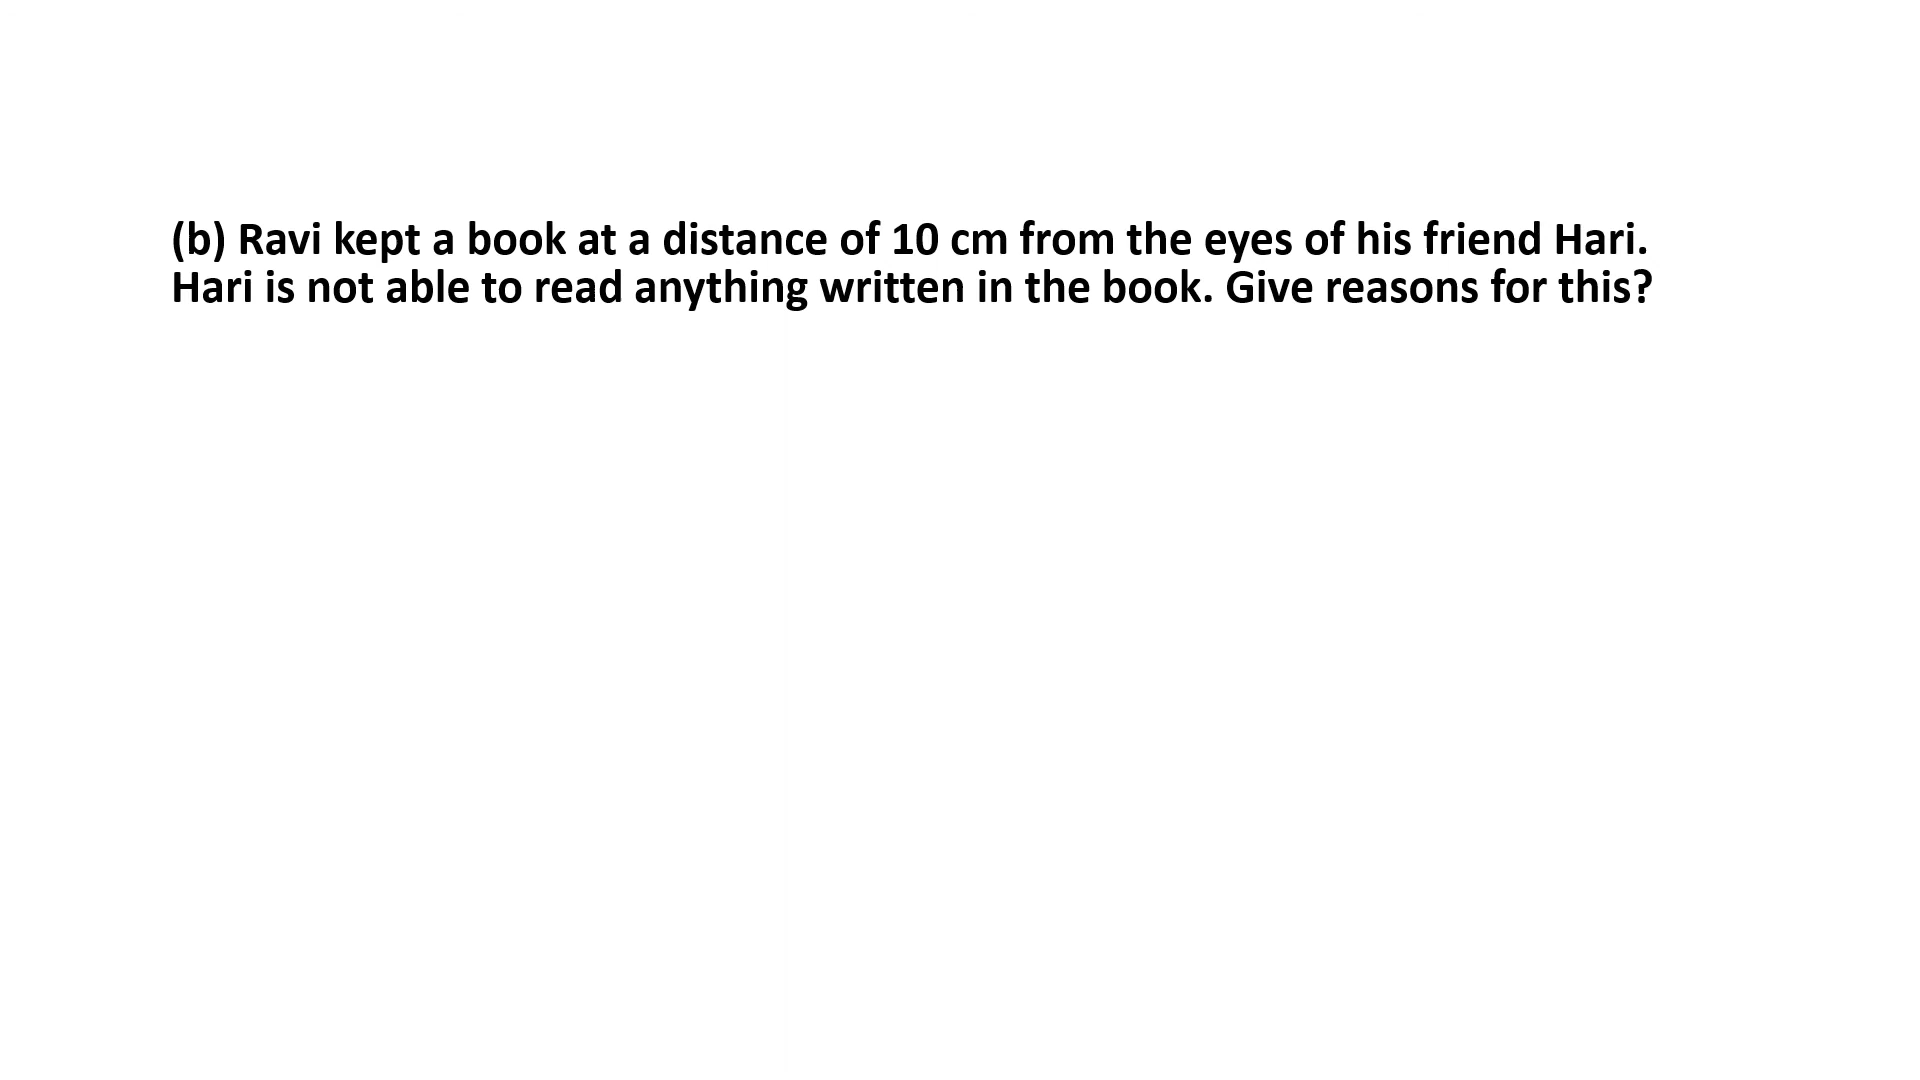 (b) Ravi kept a book at a distance of 10 cm from the eyes of his friend Hari.
Hari is not able to read anything written in the book. Give reasons for this?